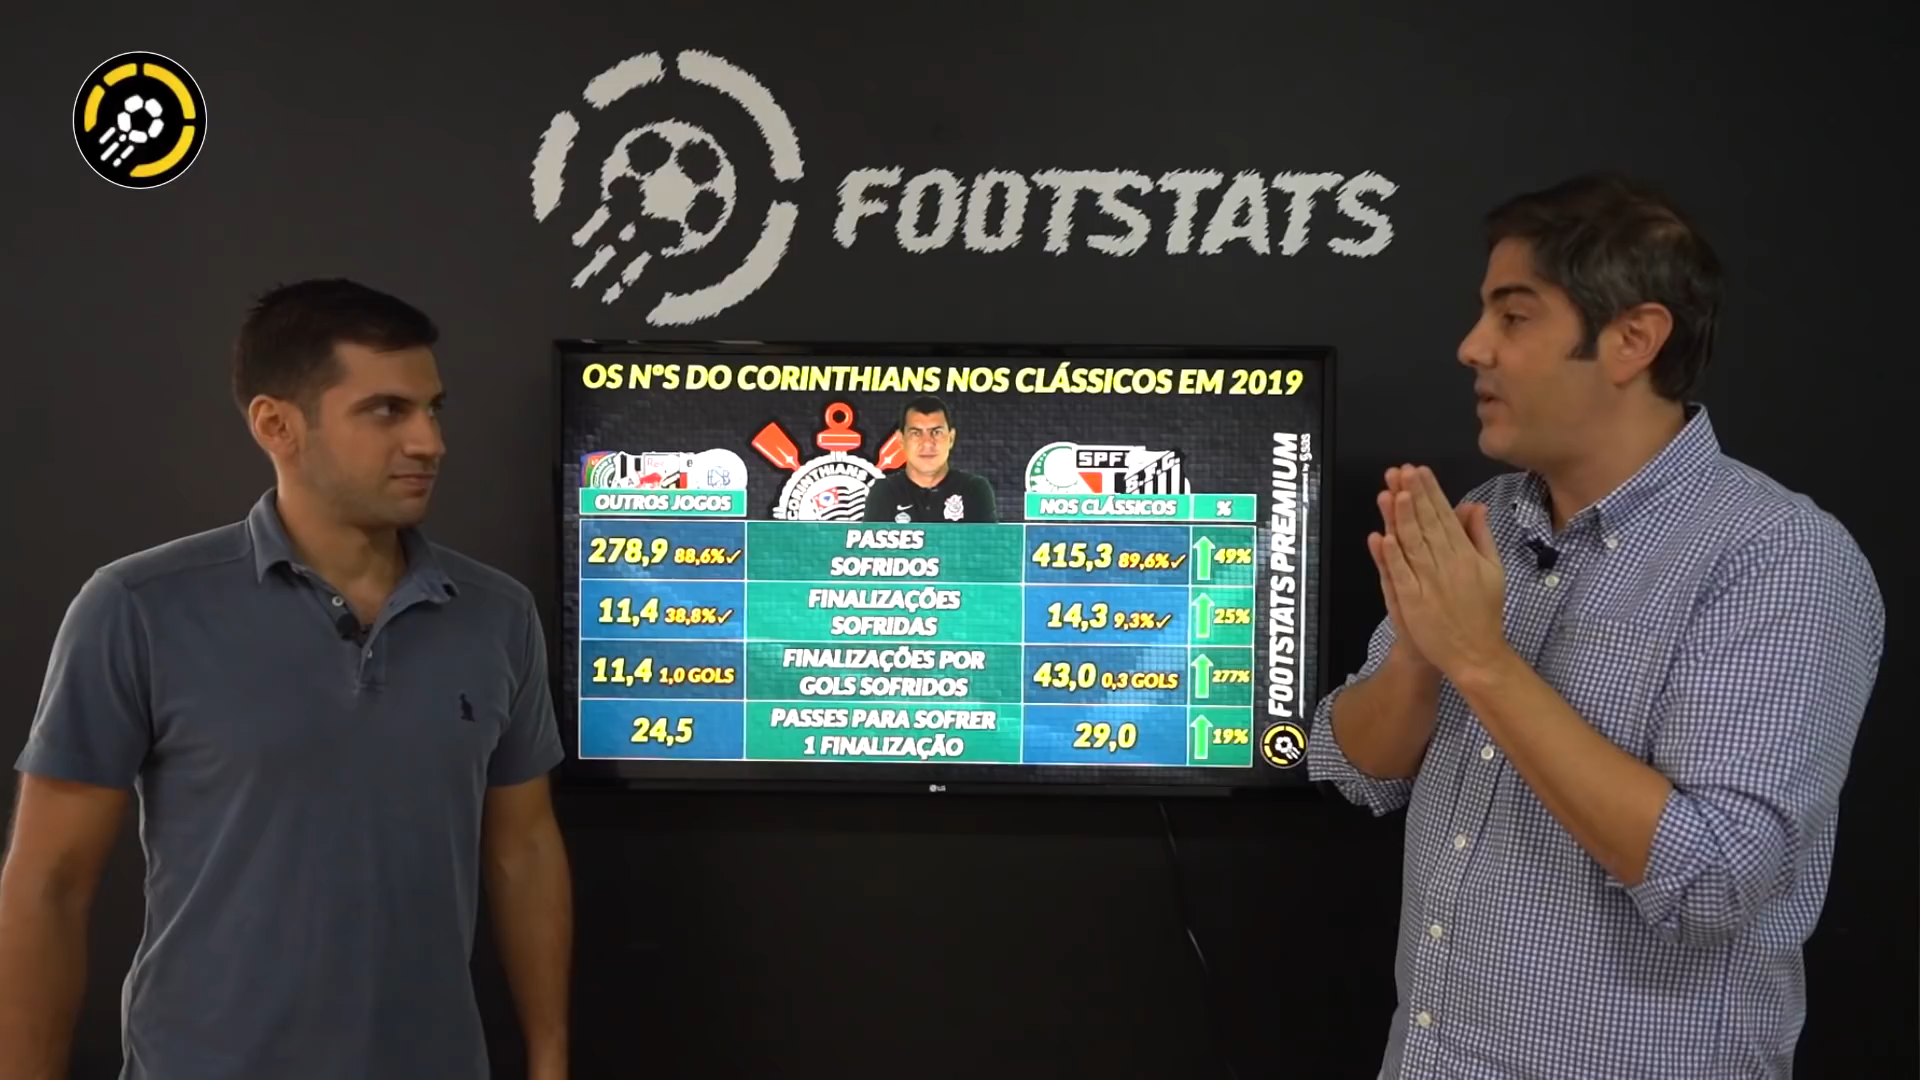 FOOTSTATS
OS NºS DO CORINTHIANS NOS CLÁSSICOS EM 2019
CORINTHIANS
SPFC
OUTROS JOGOS
NOS CLÁSSICOS
%
278,9 88,6%✓
PASSES
SOFRIDOS
415,3 89,6%✓
49%
11,4 38,8%✓
FINALIZAÇÕES
SOFRIDAS
14,3 9,3%✓
25%
11,4 1,0 GOLS
FINALIZAÇÕES POR
GOLS SOFRIDOS
43,0 0,3 GOLS
277%
24,5
PASSES PARA SOFRER
1 FINALIZAÇÃO
29,0
19%
FOOTSTATS PREMIUM
LG